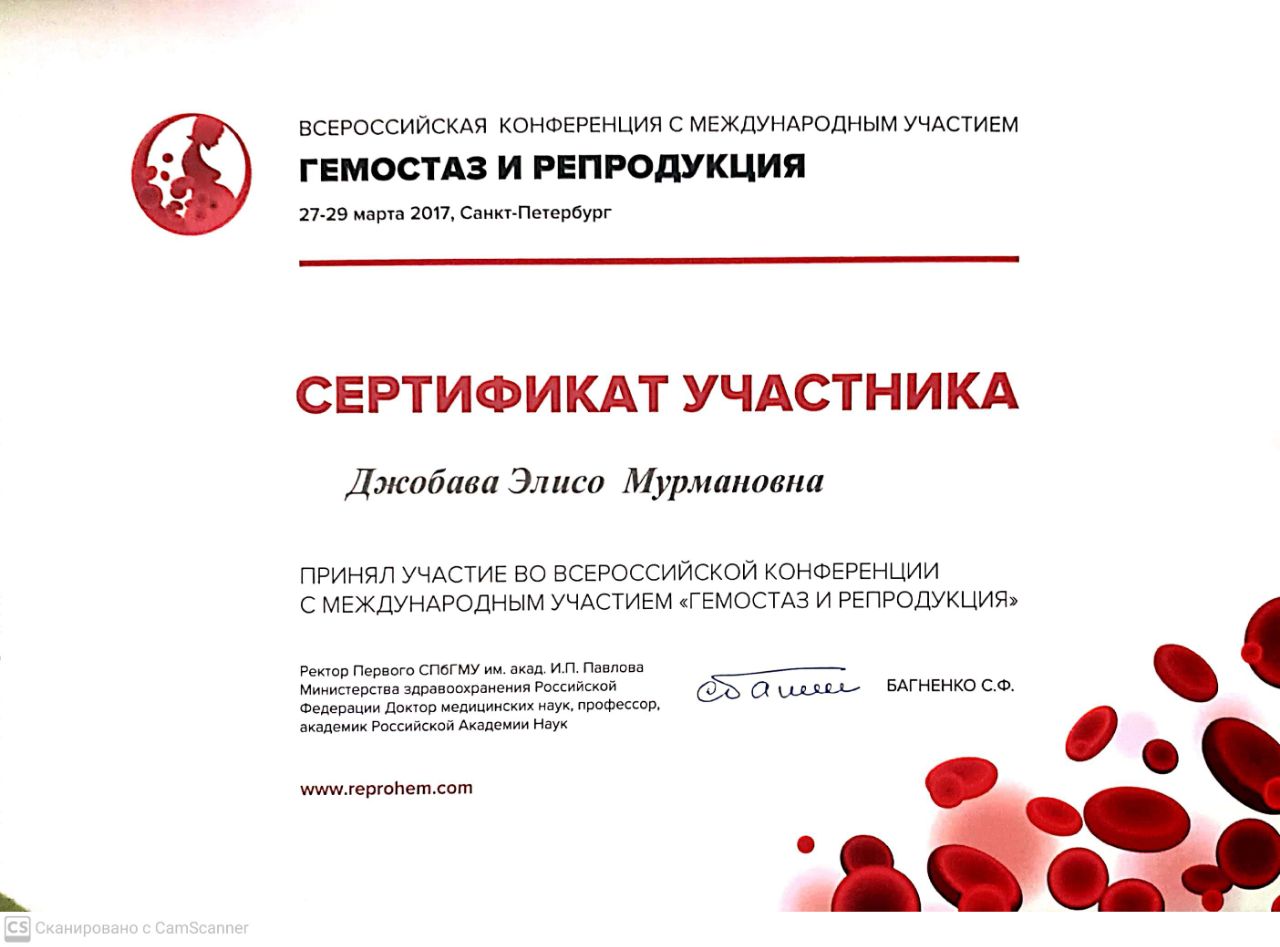 ВСЕРОССИЙСКАЯ КОНФЕРЕНЦИЯ С МЕЖДУНАРОДНЫМ УЧАСТИЕМ
ГЕМОСТАЗ И РЕПРОДУКЦИЯ
27-29 марта 2017, Санкт-Петербург
СЕРТИФИКАТ УЧАСТНИКА
Джобава Элисо Мурмановна
ПРИНЯЛ УЧАСТИЕ ВО ВСЕРОССИЙСКОЙ КОНФЕРЕНЦИИ
С МЕЖДУНАРОДНЫМ УЧАСТИЕМ «ГЕМОСТАЗ И РЕПРОДУКЦИЯ»
Ректор Первого СПбГМУ им. акад. И.П. Павлова
Министерства здравоохранения Российской
Федерации Доктор медицинских наук, профессор,
академик Российской Академии Наук
БАГНЕНКО С.Ф.
www.reprohem.com
CS Сканировано с CamScanner